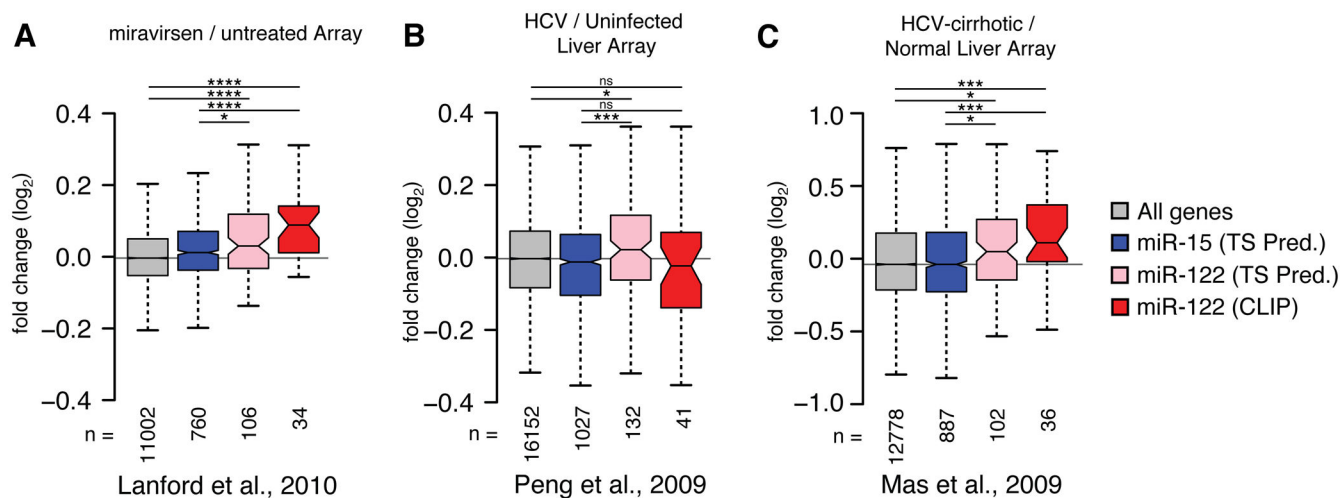 A
miravirsen / untreated Array
****
****
****
*
fold change (log2)
0.4
0.2
0.0
−0.2
−0.4
n =
11002
760
106
34
Lanford et al., 2010
B
HCV / Uninfected
Liver Array
ns
*
ns
***
fold change (log2)
0.4
0.2
0.0
−0.2
−0.4
n =
16152
1027
132
41
Peng et al., 2009
C
HCV-cirrhotic /
Normal Liver Array
***
*
***
*
fold change (log2)
1.0
0.5
0.0
−0.5
−1.0
n =
12778
887
102
36
Mas et al., 2009
All genes
miR-15 (TS Pred.)
miR-122 (TS Pred.)
miR-122 (CLIP)